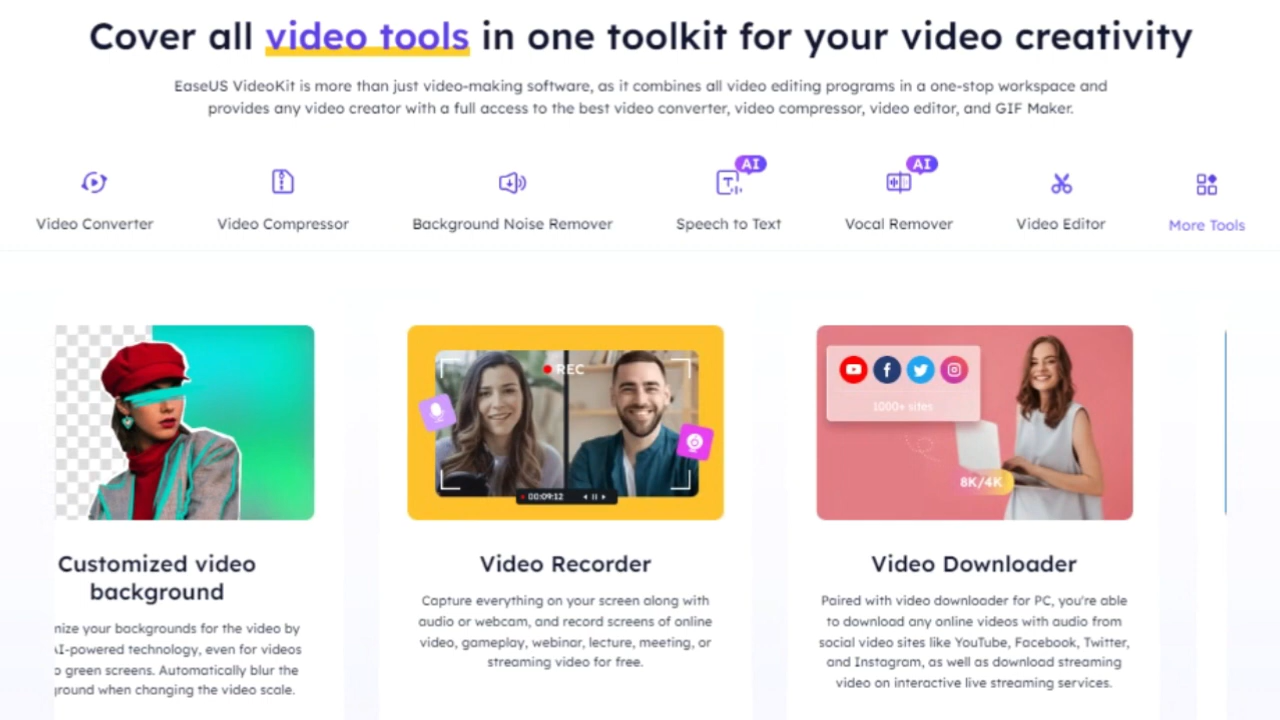 Cover all video tools in one toolkit for your video creativity
EaseUS VideoKit is more than just video-making software, as it combines all video editing programs in a one-stop workspace and
provides any video creator with a full access to the best video converter, video compressor, video editor, and GIF Maker.
AI
AI
Video Converter
Video Compressor
Background Noise Remover
Speech to Text
Vocal Remover
Video Editor
More Tools
Customized video
background
nize your backgrounds for the video by
AI-powered technology, even for videos
o green screens. Automatically blur the
ground when changing the video scale.
REC
00:09:12
Video Recorder
Capture everything on your screen along with
audio or webcam, and record screens of online
video, gameplay, webinar, lecture, meeting, or
streaming video for free.
1000+ sites
8K/4K
Video Downloader
Paired with video downloader for PC, you're able
to download any online videos with audio from
social video sites like YouTube, Facebook, Twitter,
and Instagram, as well as download streaming
video on interactive live streaming services.